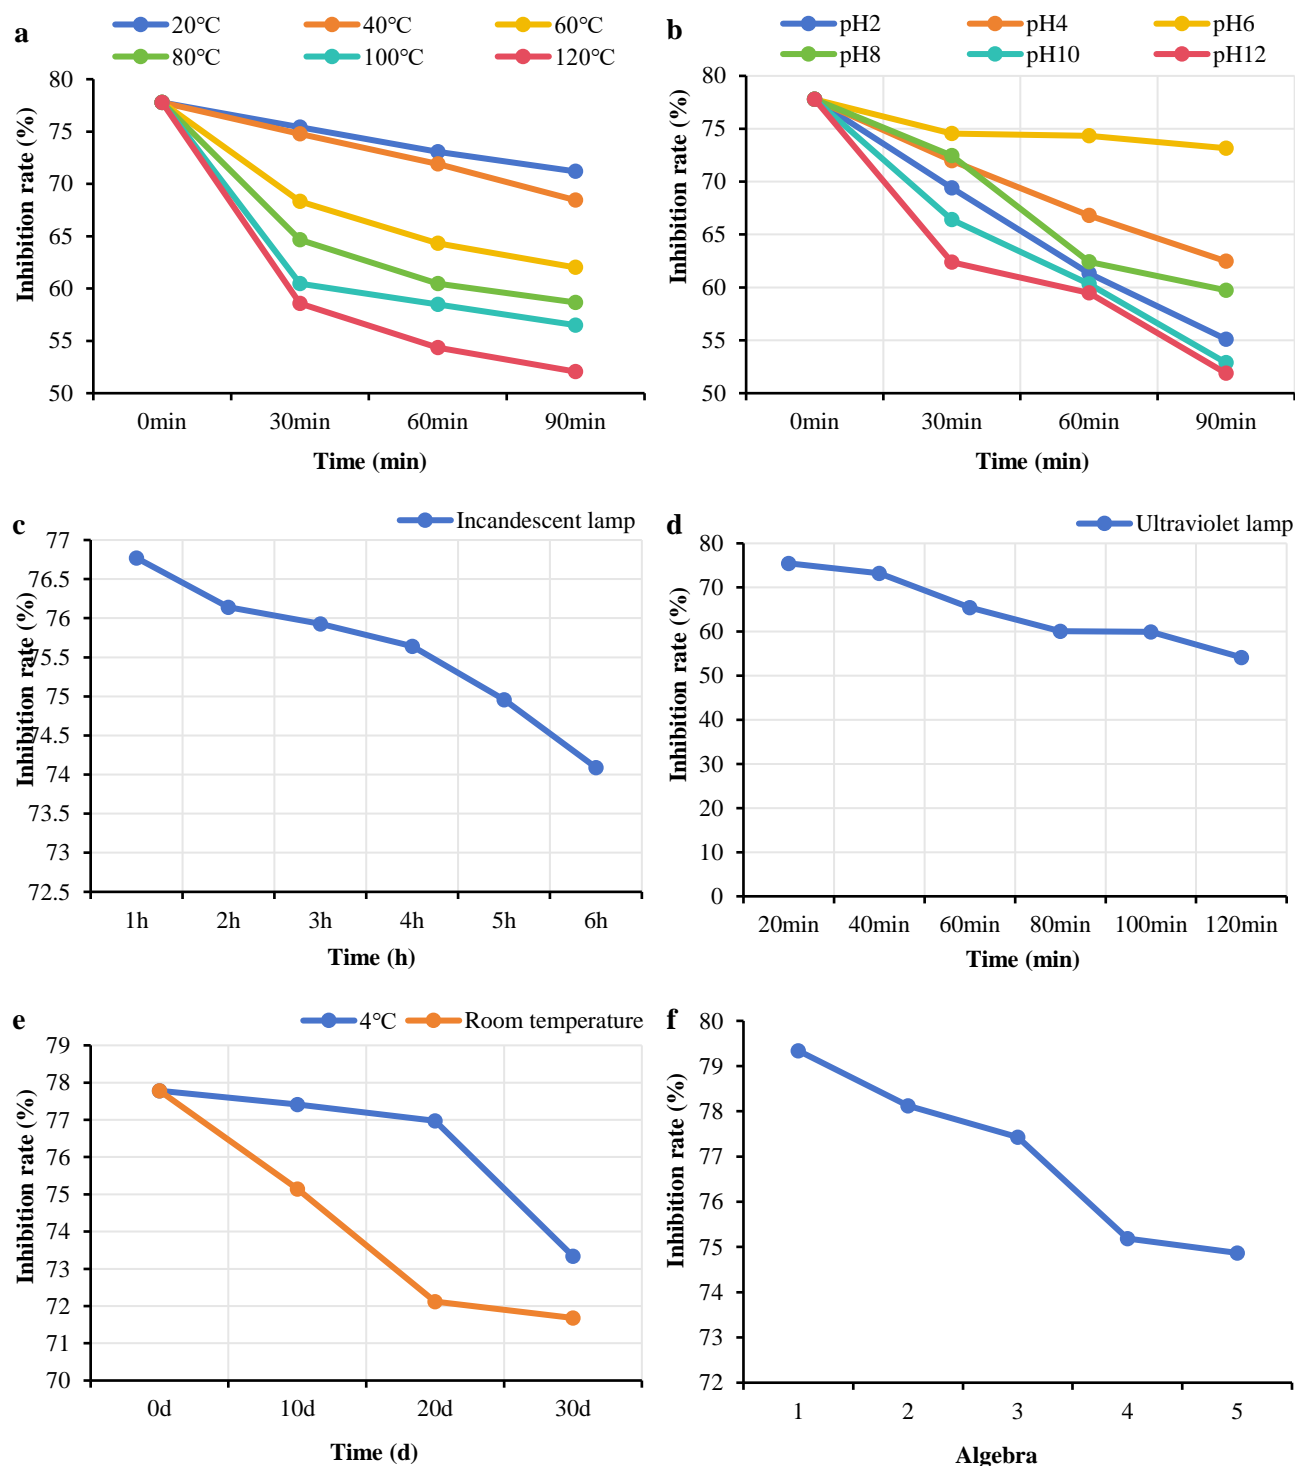 a
20℃ 40℃ 60℃
80℃ 100℃ 120℃
Inhibition rate (%)
80
75
70
65
60
55
50
0min 30min 60min 90min
Time (min)
b
pH2 pH4 pH6
pH8 pH10 pH12
Inhibition rate (%)
80
75
70
65
60
55
50
0min 30min 60min 90min
Time (min)
c
Incandescent lamp
Inhibition rate (%)
77
76.5
76
75.5
75
74.5
74
73.5
73
72.5
1h 2h 3h 4h 5h 6h
Time (h)
d
Ultraviolet lamp
Inhibition rate (%)
80
70
60
50
40
30
20
10
0
20min 40min 60min 80min 100min 120min
Time (min)
e
4℃ Room temperature
Inhibition rate (%)
79
78
77
76
75
74
73
72
71
70
0d 10d 20d 30d
Time (d)
f
Inhibition rate (%)
80
79
78
77
76
75
74
73
72
1 2 3 4 5
Algebra